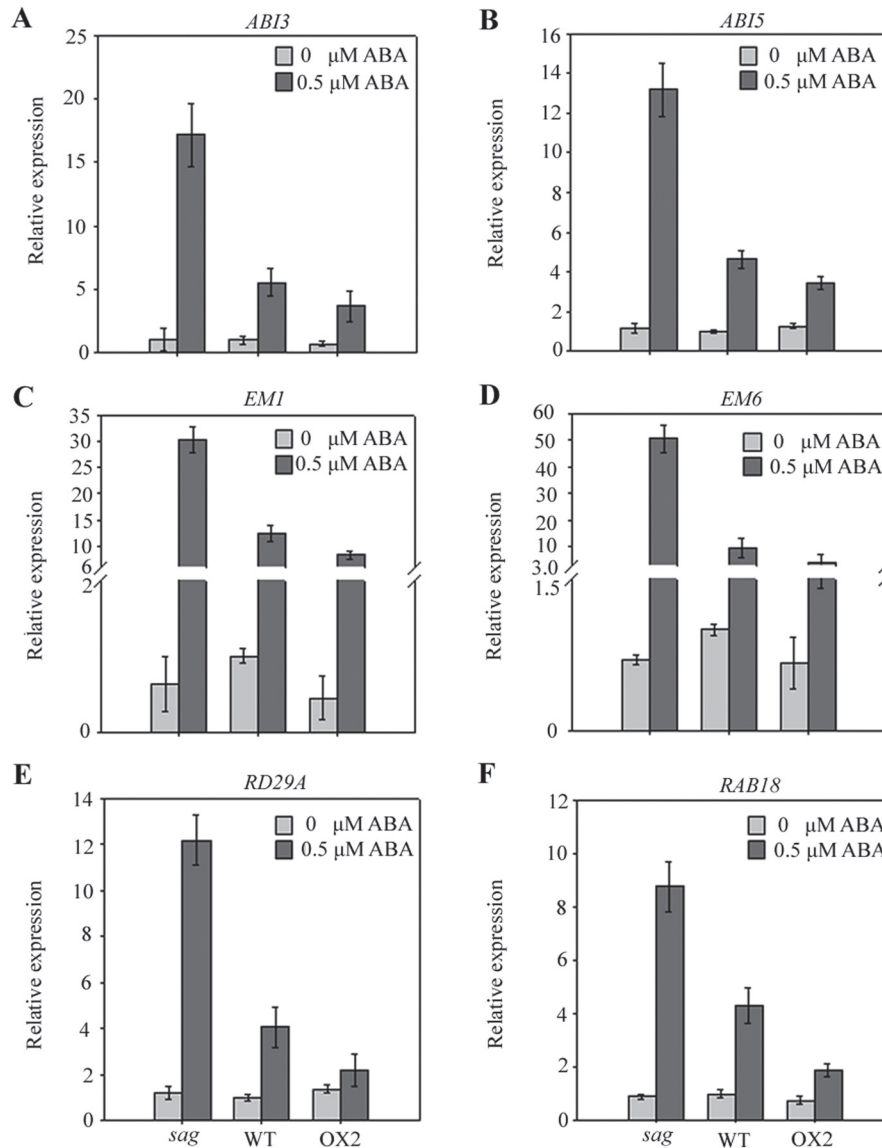 A
ABI3
Relative expression
25
20
15
10
5
0
0 μM ABA
0.5 μM ABA
B
ABI5
Relative expression
16
14
12
10
8
6
4
2
0
0 μM ABA
0.5 μM ABA
C
EM1
Relative expression
35
30
25
20
15
10
6
2
0
0 μM ABA
0.5 μM ABA
D
EM6
Relative expression
60
50
40
30
20
10
3.0
1.5
0
0 μM ABA
0.5 μM ABA
E
RD29A
Relative expression
14
12
10
8
6
4
2
0
0 μM ABA
0.5 μM ABA
sag WT OX2
F
RAB18
Relative expression
12
10
8
6
4
2
0
0 μM ABA
0.5 μM ABA
sag WT OX2